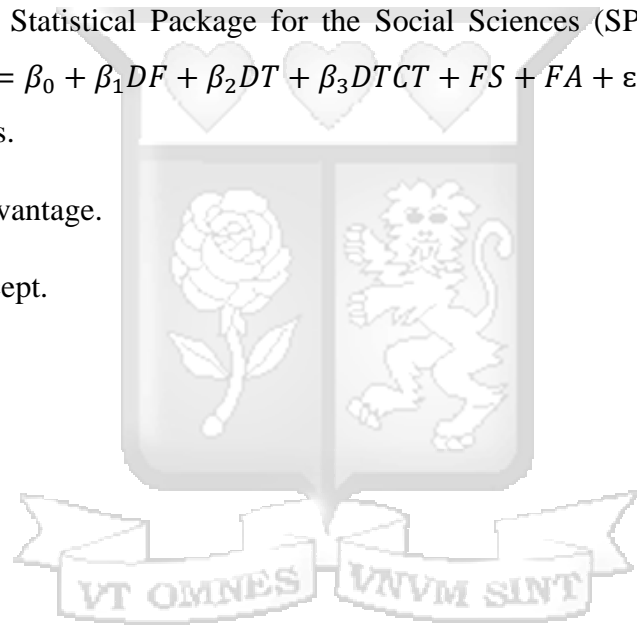 Statistical Package for the Social Sciences (SP
= β₀ + β₁DF + β₂DT + β₃DTCT + FS + FA + ε
s.
vantage.
ept.
VT OMNES VNVM SINT